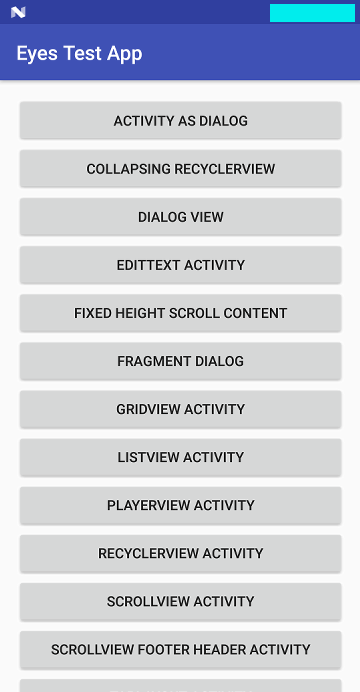 Eyes Test App
ACTIVITY AS DIALOG
COLLAPSING RECYCLERVIEW
DIALOG VIEW
EDITTEXT ACTIVITY
FIXED HEIGHT SCROLL CONTENT
FRAGMENT DIALOG
GRIDVIEW ACTIVITY
LISTVIEW ACTIVITY
PLAYERVIEW ACTIVITY
RECYCLERVIEW ACTIVITY
SCROLLVIEW ACTIVITY
SCROLLVIEW FOOTER HEADER ACTIVITY